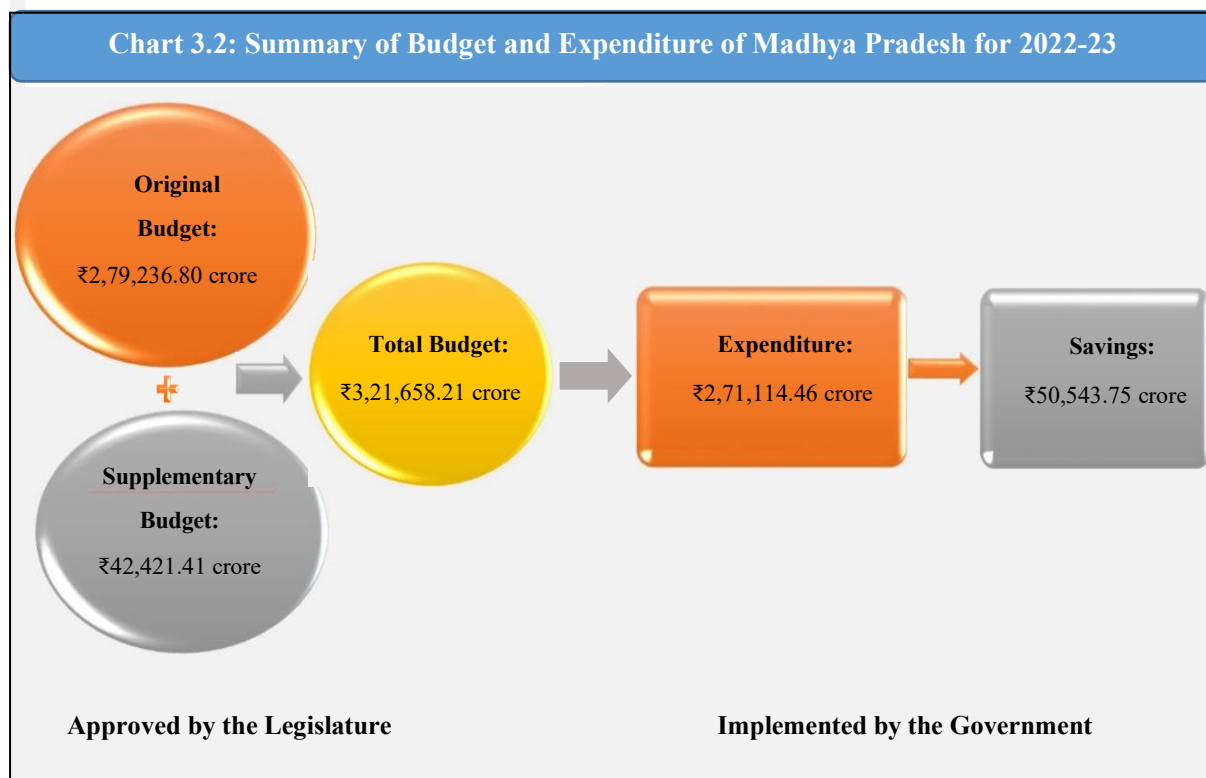 Chart 3.2: Summary of Budget and Expenditure of Madhya Pradesh for 2022-23
Original
Budget:
₹2,79,236.80 crore
+
Supplementary
Budget:
₹42,421.41 crore
Total Budget:
₹3,21,658.21 crore
Expenditure:
₹2,71,114.46 crore
Savings:
₹50,543.75 crore
Approved by the Legislature
Implemented by the Government